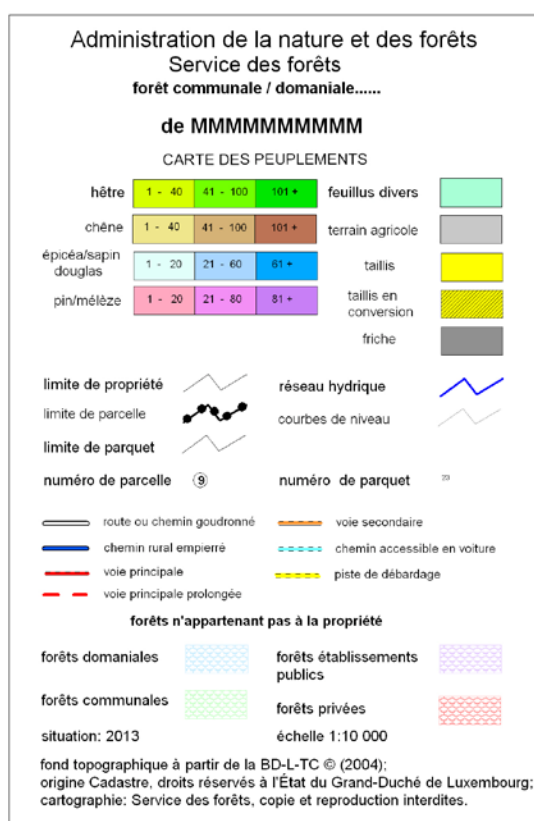 Administration de la nature et des forêts
Service des forêts
forêt communale / domaniale......
de MMMMMMMMMM
CARTE DES PEUPLEMENTS
hêtre 1 - 40 41 - 100 101 + feuillus divers
chêne 1 - 40 41 - 100 101 + terrain agricole
épicéa/sapin
douglas 1 - 20 21 - 60 61 + taillis
pin/mélèze 1 - 20 21 - 80 81 + taillis en
conversion
friche
limite de propriété réseau hydrique
limite de parcelle courbes de niveau
limite de parquet
numéro de parcelle 9 numéro de parquet 23
route ou chemin goudronné voie secondaire
chemin rural empierré chemin accessible en voiture
voie principale piste de débardage
voie principale prolongée
forêts n'appartenant pas à la propriété
forêts domaniales forêts établissements
publics
forêts communales forêts privées
situation: 2013 échelle 1:10 000
fond topographique à partir de la BD-L-TC © (2004);
origine Cadastre, droits réservés à l'État du Grand-Duché de Luxembourg;
cartographie: Service des forêts, copie et reproduction interdites.